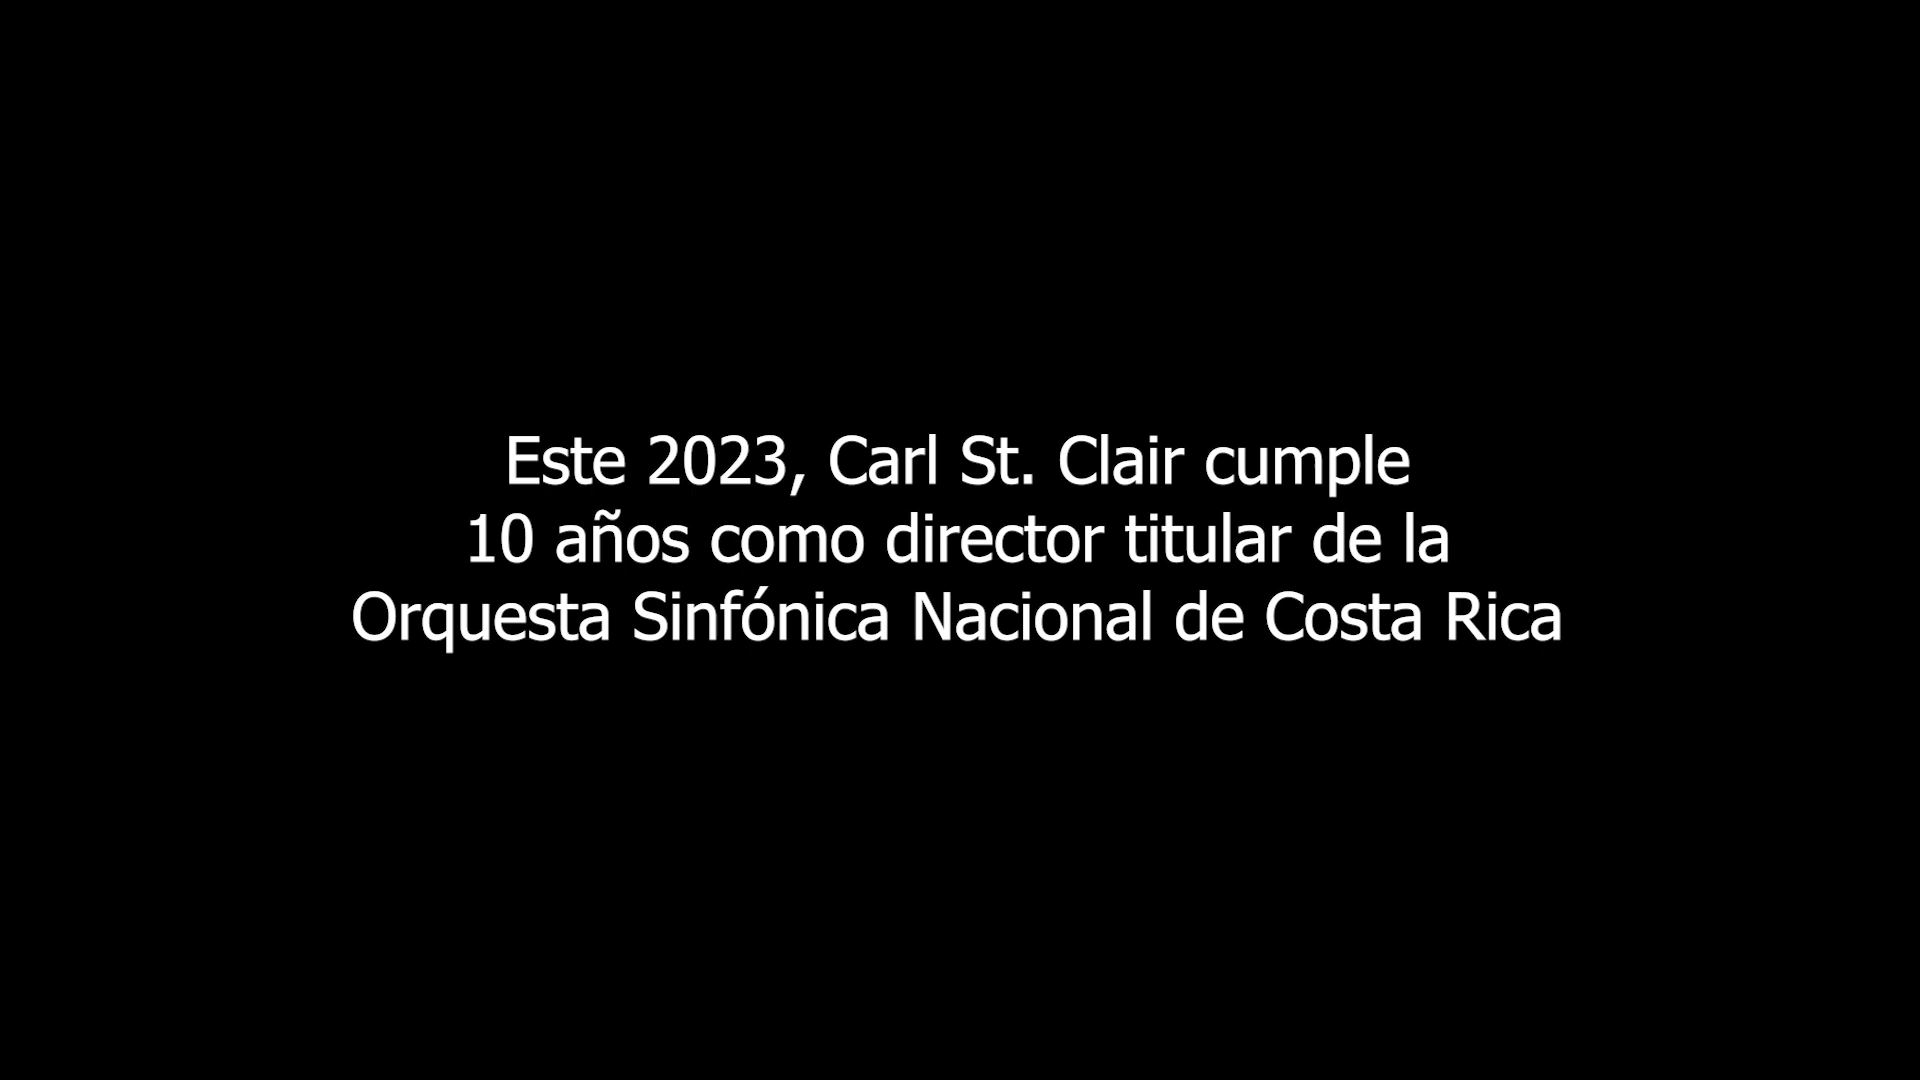 Este 2023, Carl St. Clair cumple
10 años como director titular de la
Orquesta Sinfónica Nacional de Costa Rica